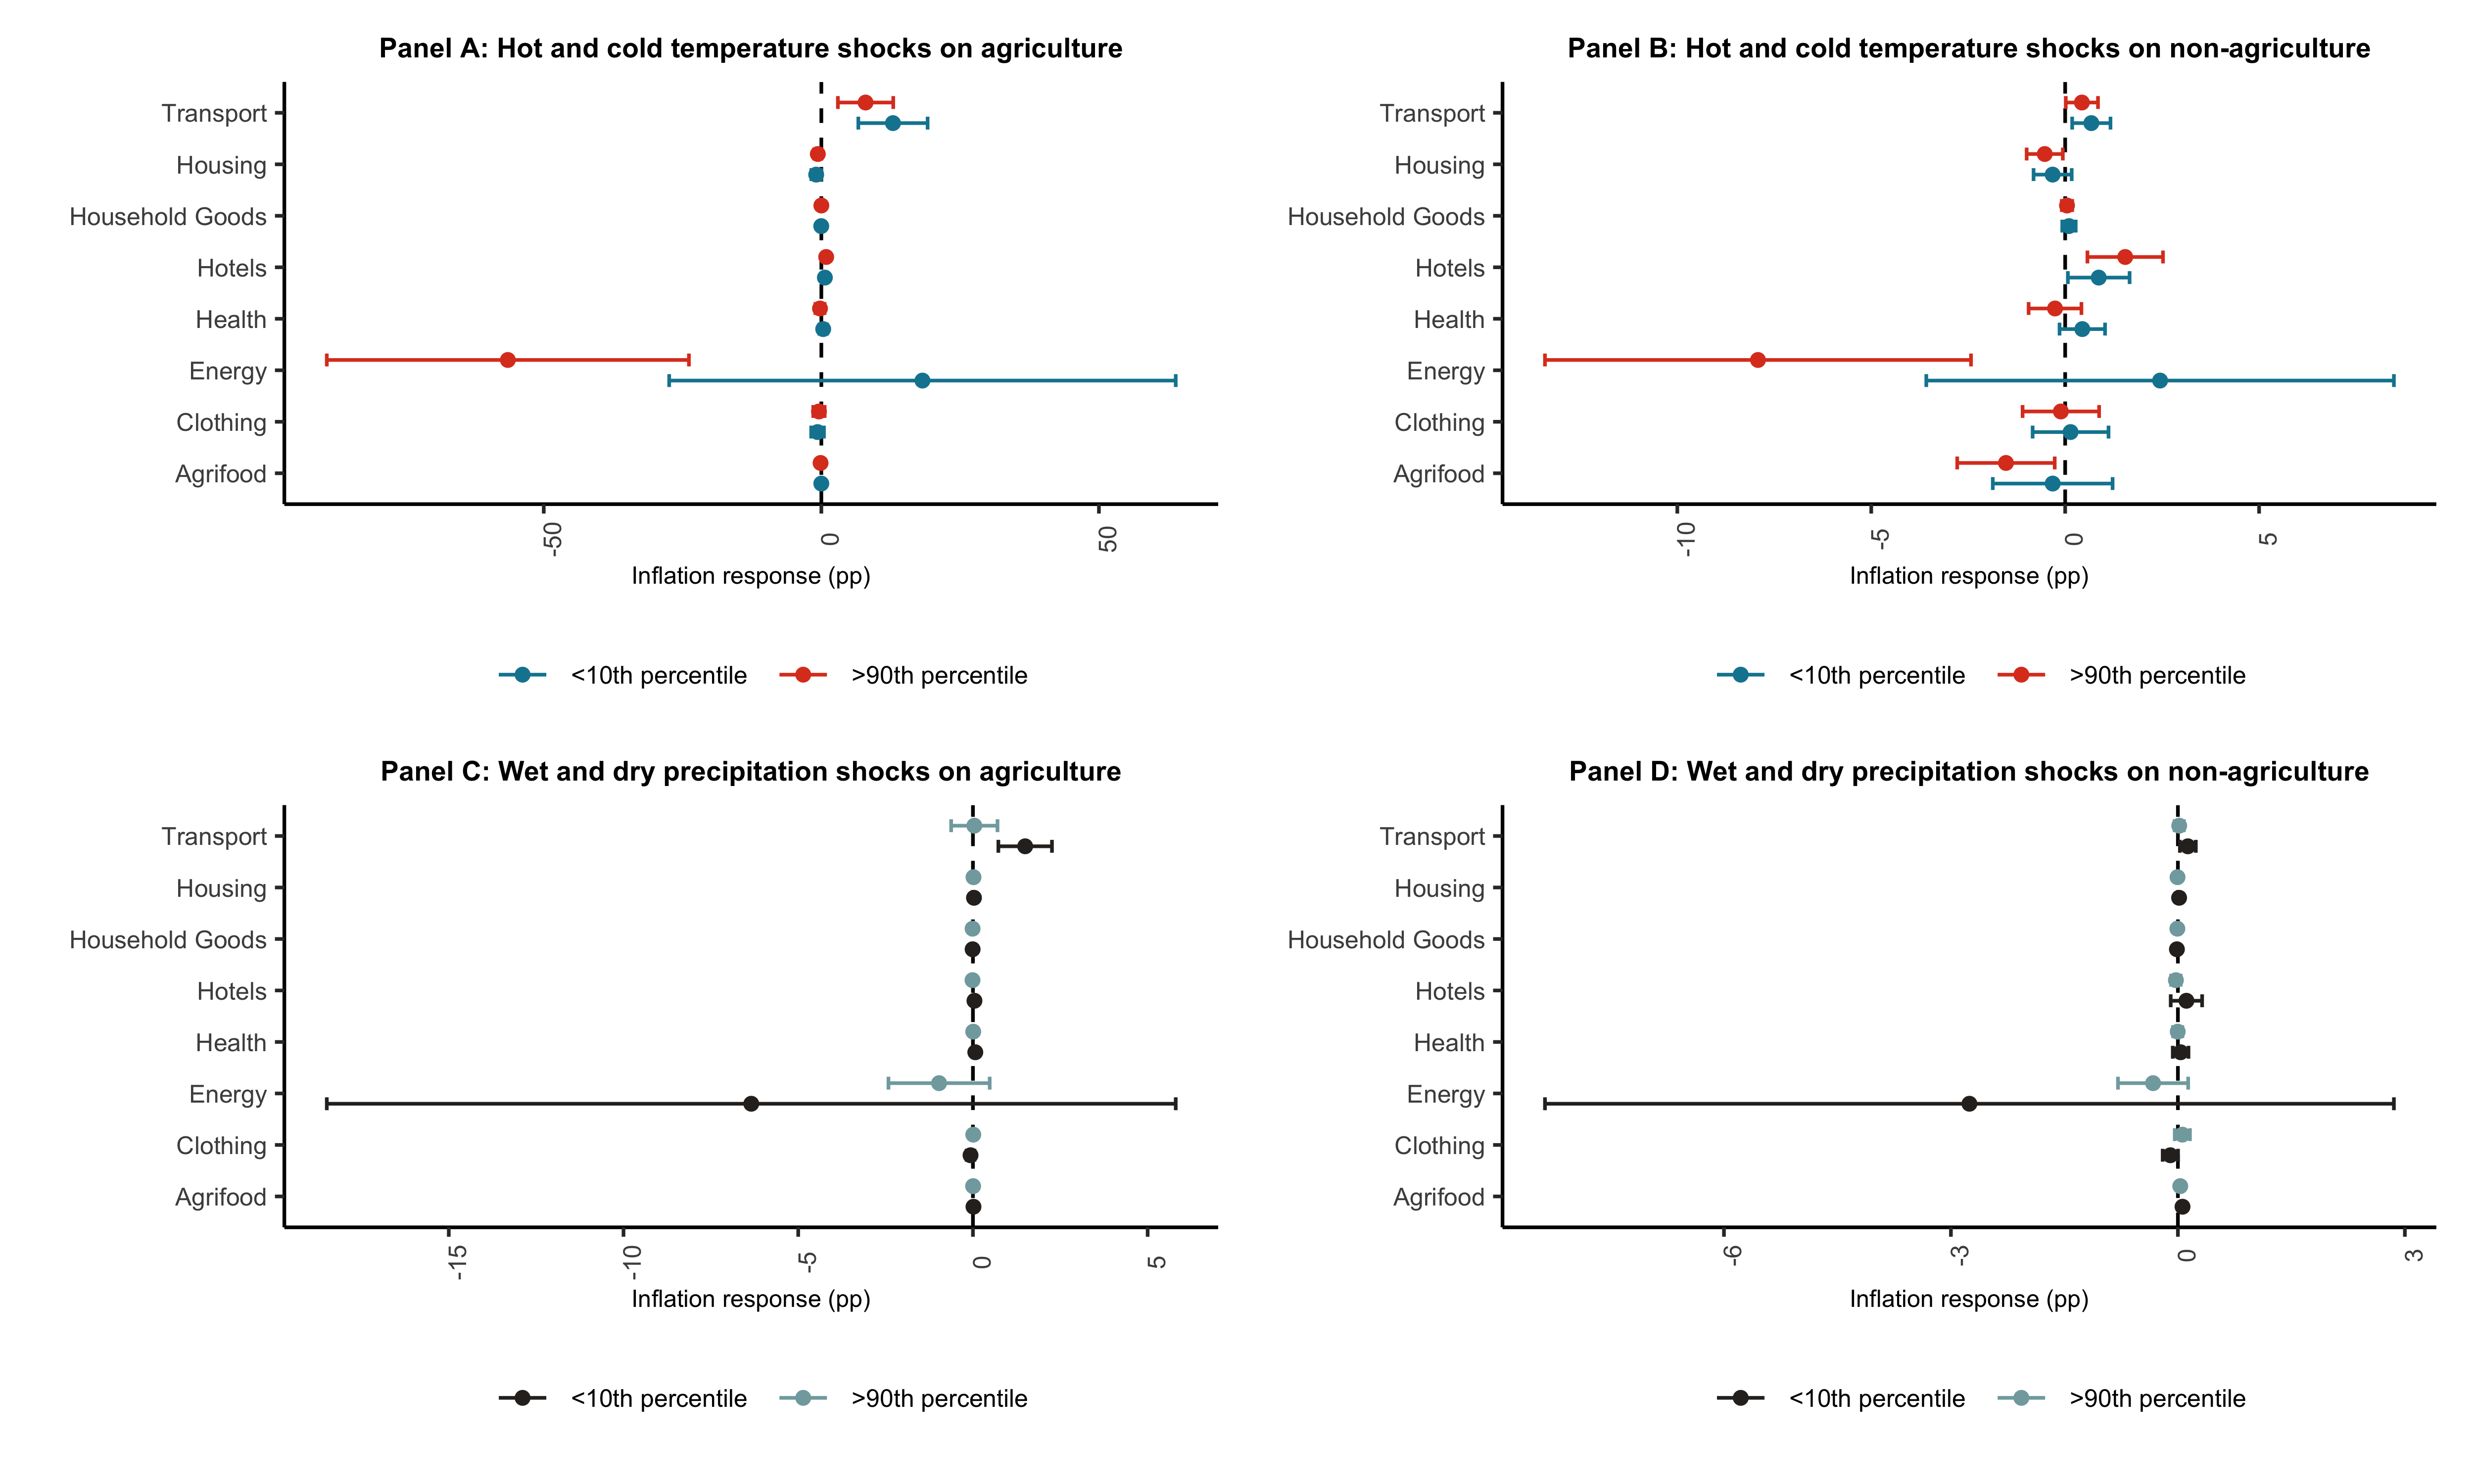 Panel A: Hot and cold temperature shocks on agriculture
Transport
Housing
Household Goods
Hotels
Health
Energy
Clothing
Agrifood
-50
0
50
Inflation response (pp)
<10th percentile
>90th percentile
Panel B: Hot and cold temperature shocks on non-agriculture
Transport
Housing
Household Goods
Hotels
Health
Energy
Clothing
Agrifood
-10
-5
0
5
Inflation response (pp)
<10th percentile
>90th percentile
Panel C: Wet and dry precipitation shocks on agriculture
Transport
Housing
Household Goods
Hotels
Health
Energy
Clothing
Agrifood
-15
-10
-5
0
5
Inflation response (pp)
<10th percentile
>90th percentile
Panel D: Wet and dry precipitation shocks on non-agriculture
Transport
Housing
Household Goods
Hotels
Health
Energy
Clothing
Agrifood
-6
-3
0
3
Inflation response (pp)
<10th percentile
>90th percentile